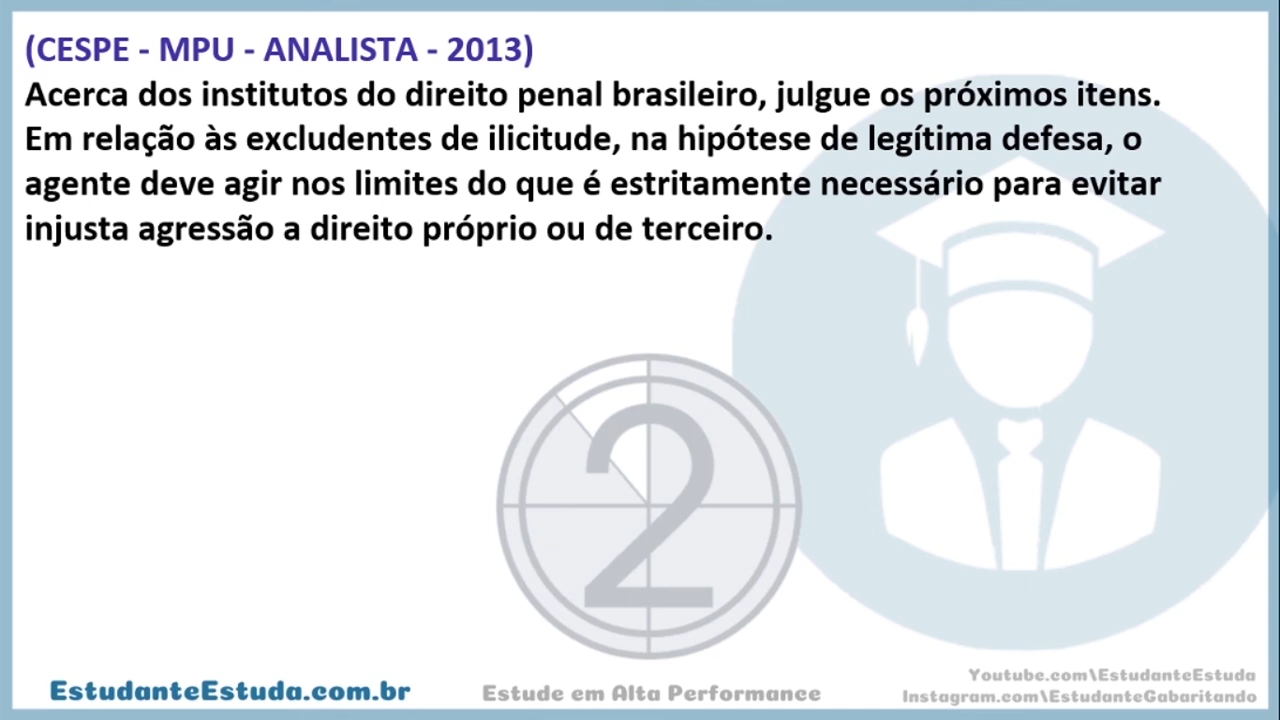 (CESPE - MPU - ANALISTA - 2013)
Acerca dos institutos do direito penal brasileiro, julgue os próximos itens.
Em relação às excludentes de ilicitude, na hipótese de legítima defesa, o
agente deve agir nos limites do que é estritamente necessário para evitar
injusta agressão a direito próprio ou de terceiro.
2
EstudanteEstuda.com.br
Estude em Alta Performance
Youtube.com\EstudanteEstuda
Instagram.com\EstudanteGabaritando